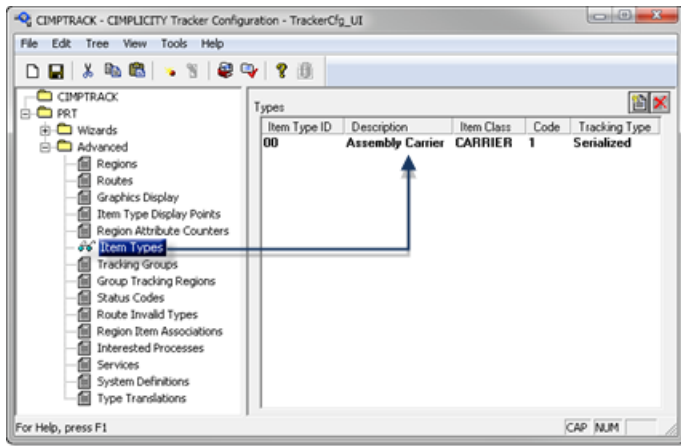 CIMPTRACK - CIMPLICITY Tracker Configuration - TrackerCfg_UI
File Edit Tree View Tools Help
CIMPTRACK
PRT
Wizards
Advanced
Regions
Routes
Graphics Display
Item Type Display Points
Region Attribute Counters
Item Types
Tracking Groups
Group Tracking Regions
Status Codes
Route Invalid Types
Region Item Associations
Interested Processes
Services
System Definitions
Type Translations
Types
Item Type ID Description Item Class Code Tracking Type
00 Assembly Carrier CARRIER 1 Serialized
For Help, press F1
CAP NUM